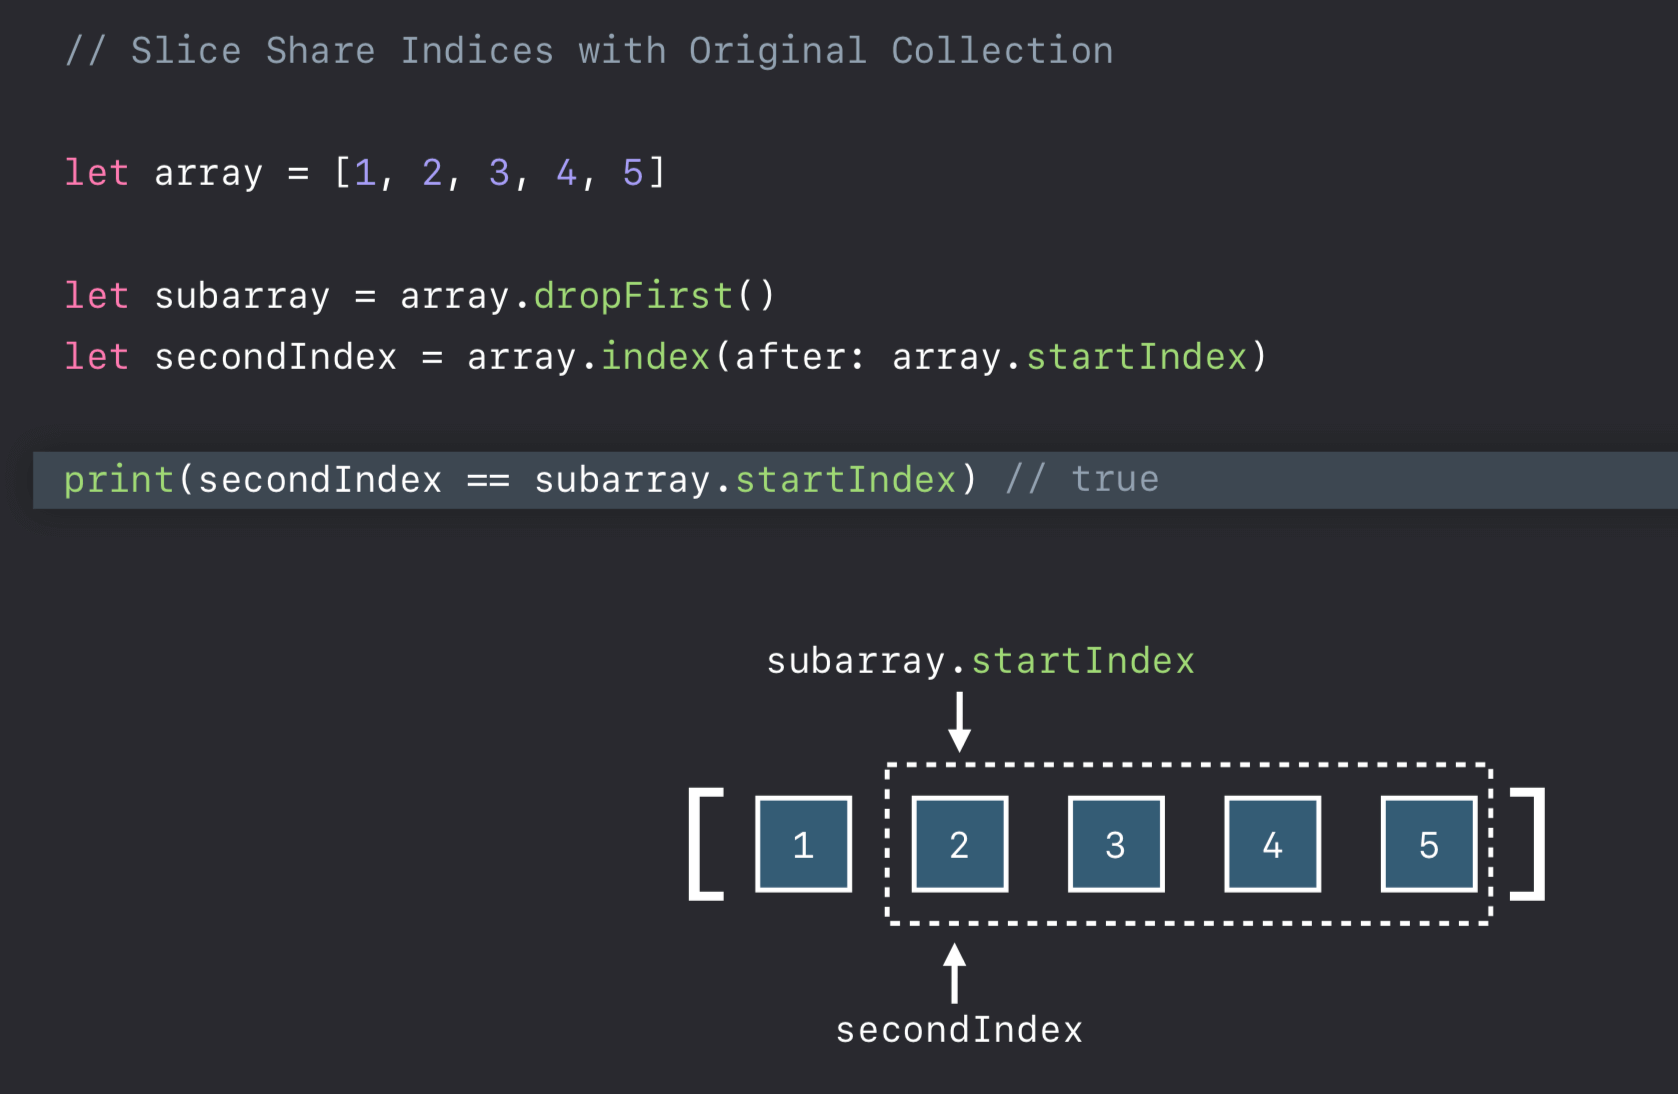 // Slice Share Indices with Original Collection
let array = [1, 2, 3, 4, 5]
let subarray = array.dropFirst()
let secondIndex = array.index(after: array.startIndex)
print(secondIndex == subarray.startIndex) // true
subarray.startIndex
[ 1 2 3 4 5 ]
secondIndex